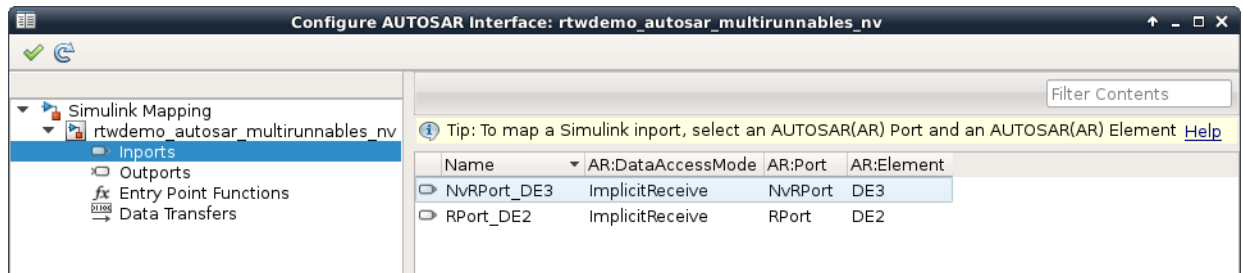 Configure AUTOSAR Interface: rtwdemo_autosar_multirunnables_nv
Filter Contents
Simulink Mapping
rtwdemo_autosar_multirunnables_nv
Inports
Outports
fx Entry Point Functions
Data Transfers
Tip: To map a Simulink inport, select an AUTOSAR(AR) Port and an AUTOSAR(AR) Element Help
Name AR:DataAccessMode AR:Port AR:Element
NvRPort_DE3 ImplicitReceive NvRPort DE3
RPort_DE2 ImplicitReceive RPort DE2